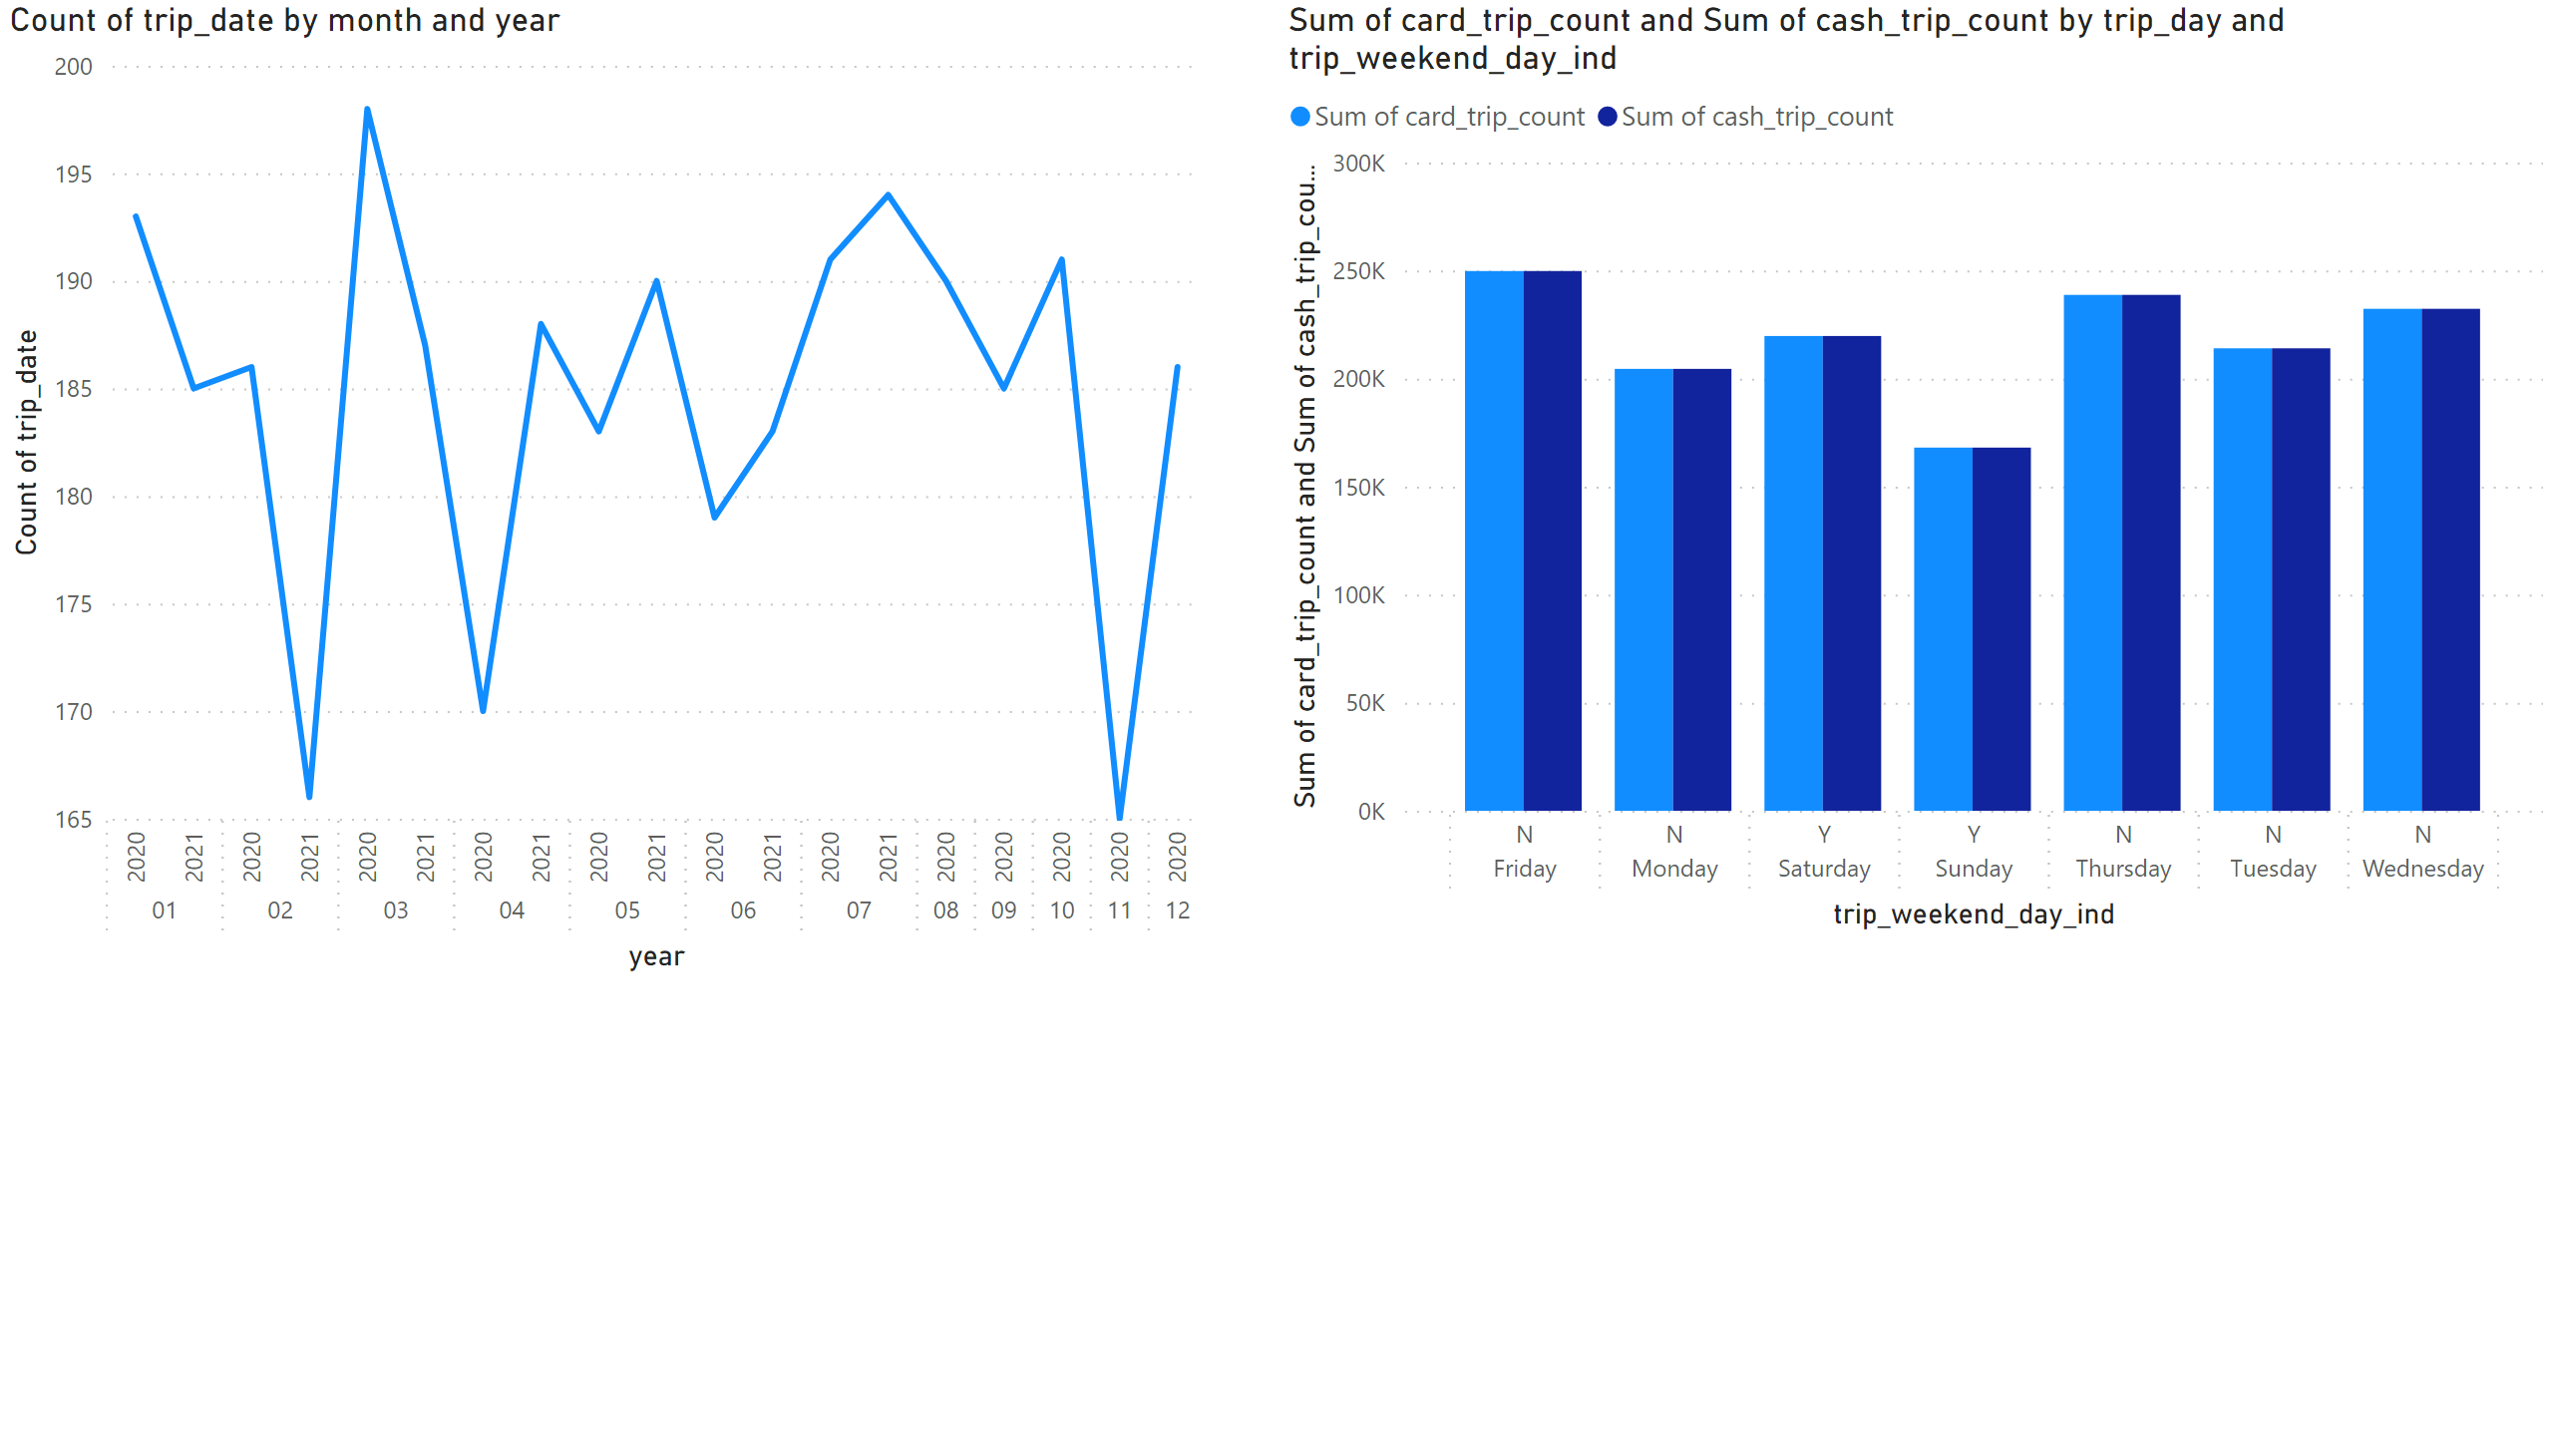 Count of trip_date by month and year
Count of trip_date
200
195
190
185
180
175
170
165
2020 2021 2020 2021 2020 2021 2020 2021 2020 2021 2020 2021 2020 2021 2020 2020 2020 2020 2020
01 02 03 04 05 06 07 08 09 10 11 12
year
Sum of card_trip_count and Sum of cash_trip_count by trip_day and
trip_weekend_day_ind
Sum of card_trip_count Sum of cash_trip_count
Sum of card_trip_count and Sum of cash_trip_cou...
300K
250K
200K
150K
100K
50K
0K
N N Y Y N N N
Friday Monday Saturday Sunday Thursday Tuesday Wednesday
trip_weekend_day_ind